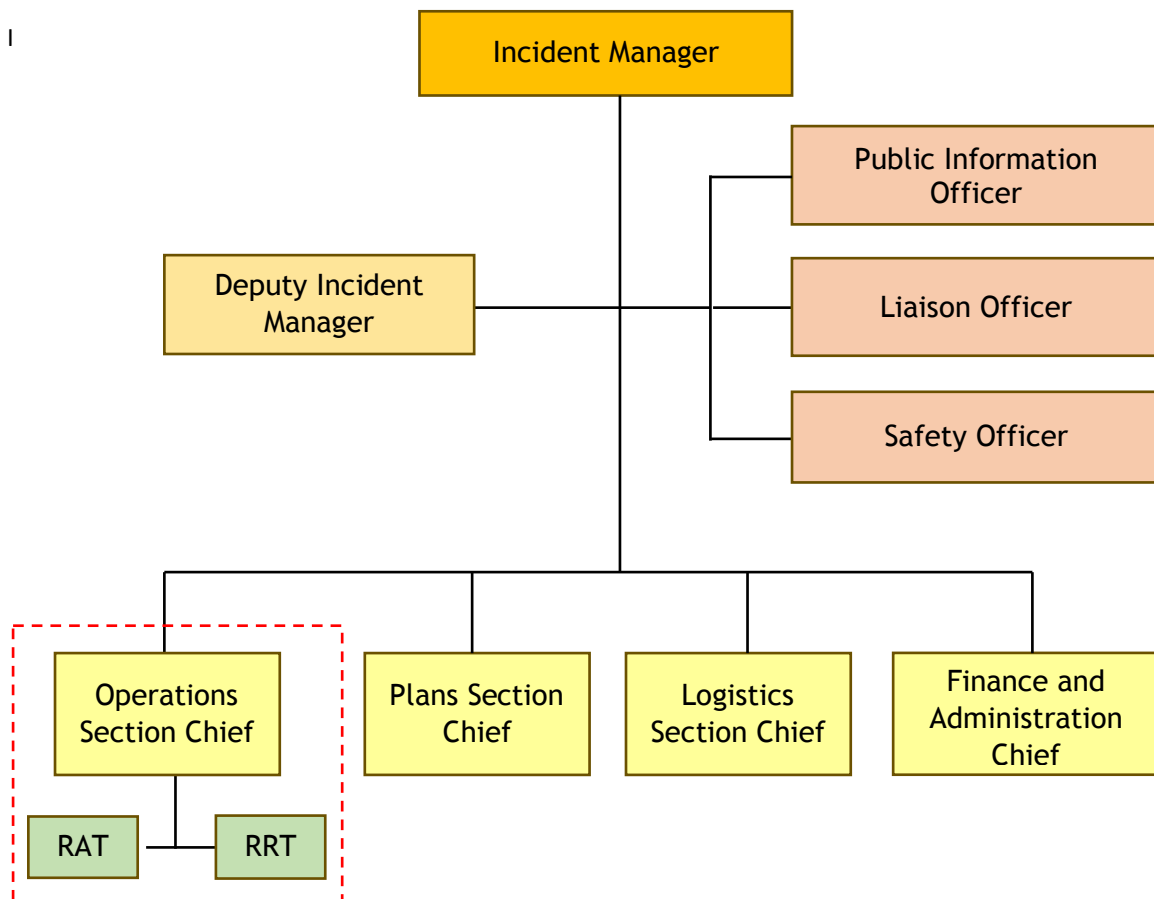 I
Incident Manager
Public Information
Officer
Deputy Incident
Manager
Liaison Officer
Safety Officer
Operations
Section Chief
Plans Section
Chief
Logistics
Section Chief
Finance and
Administration
Chief
RAT
RRT